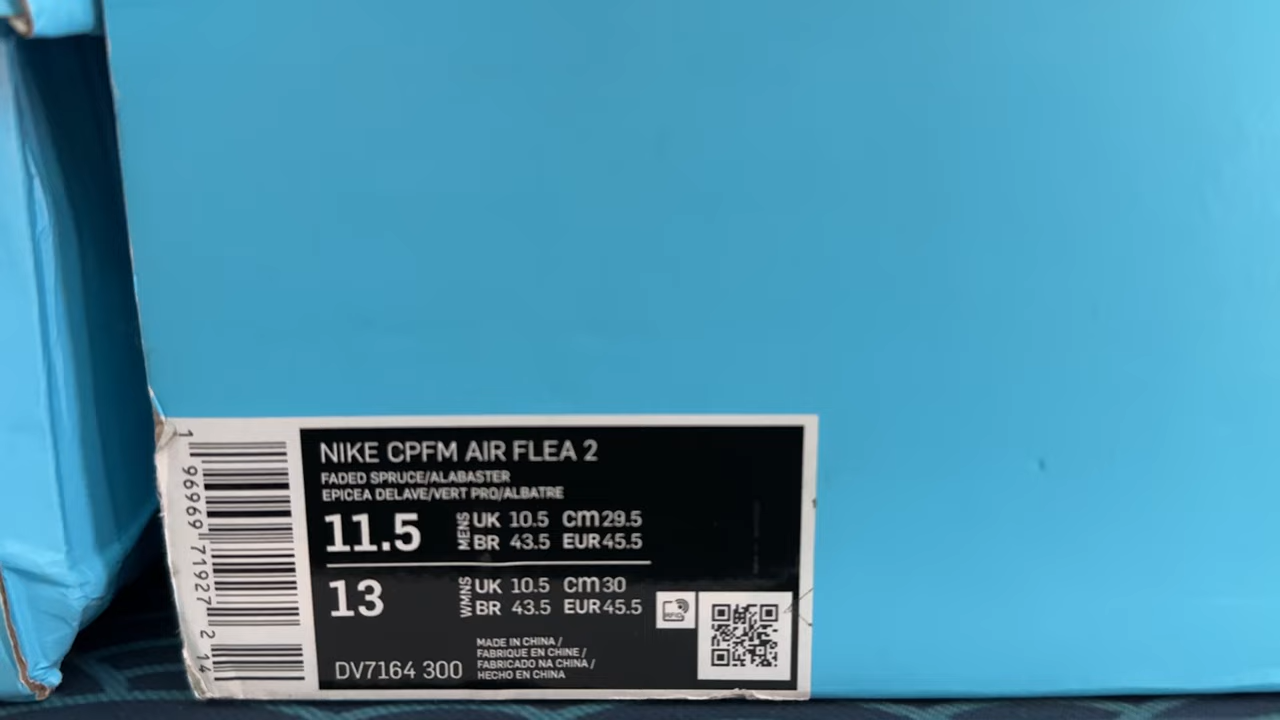 NIKE CPFM AIR FLEA 2
FADED SPRUCE/ALABASTER
EPICEA DELAVE/VERT PRO/ALBATRE
11.5 MENS UK 10.5 cm 29.5
BR 43.5 EUR 45.5
13 WMNS UK 10.5 cm 30
BR 43.5 EUR 45.5
DV7164 300
MADE IN CHINA /
FABRIQUE EN CHINE /
FABRICADO NA CHINA /
HECHO EN CHINA
RFID
1 96969 71927 2 14